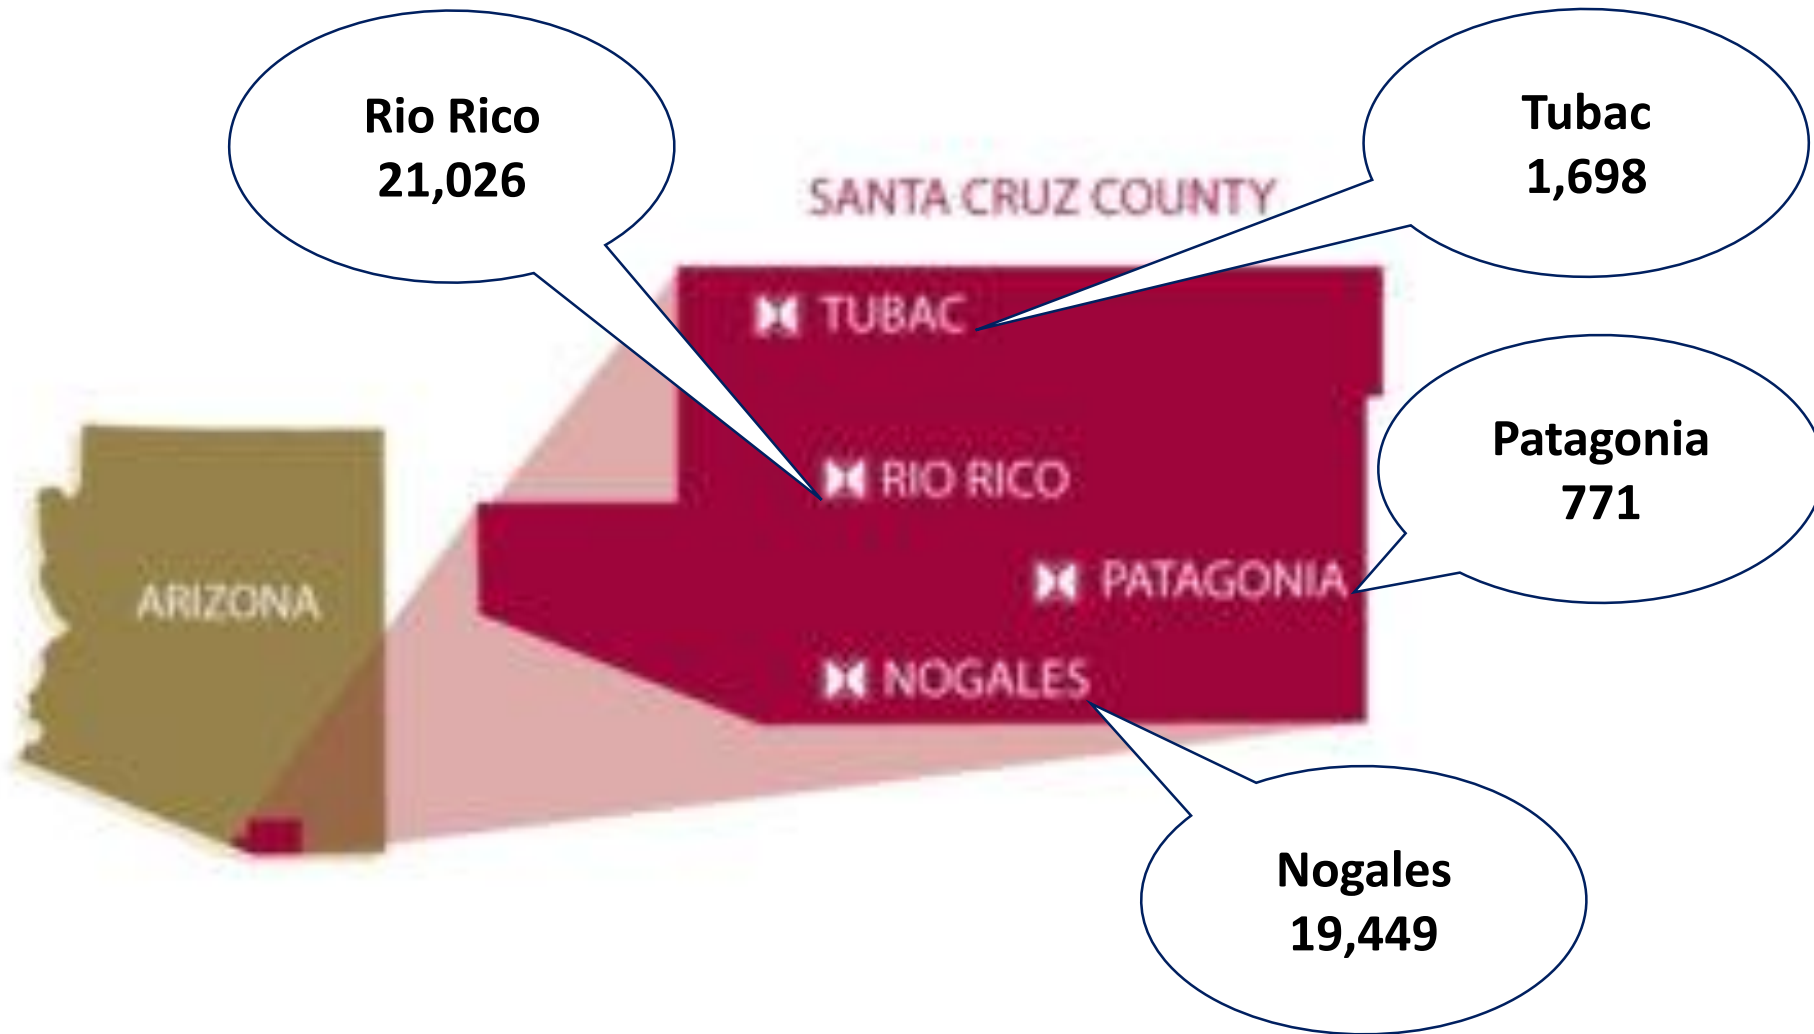 Rio Rico
21,026
Tubac
1,698
SANTA CRUZ COUNTY
TUBAC
RIO RICO
Patagonia
771
ARIZONA
PATAGONIA
NOGALES
Nogales
19,449